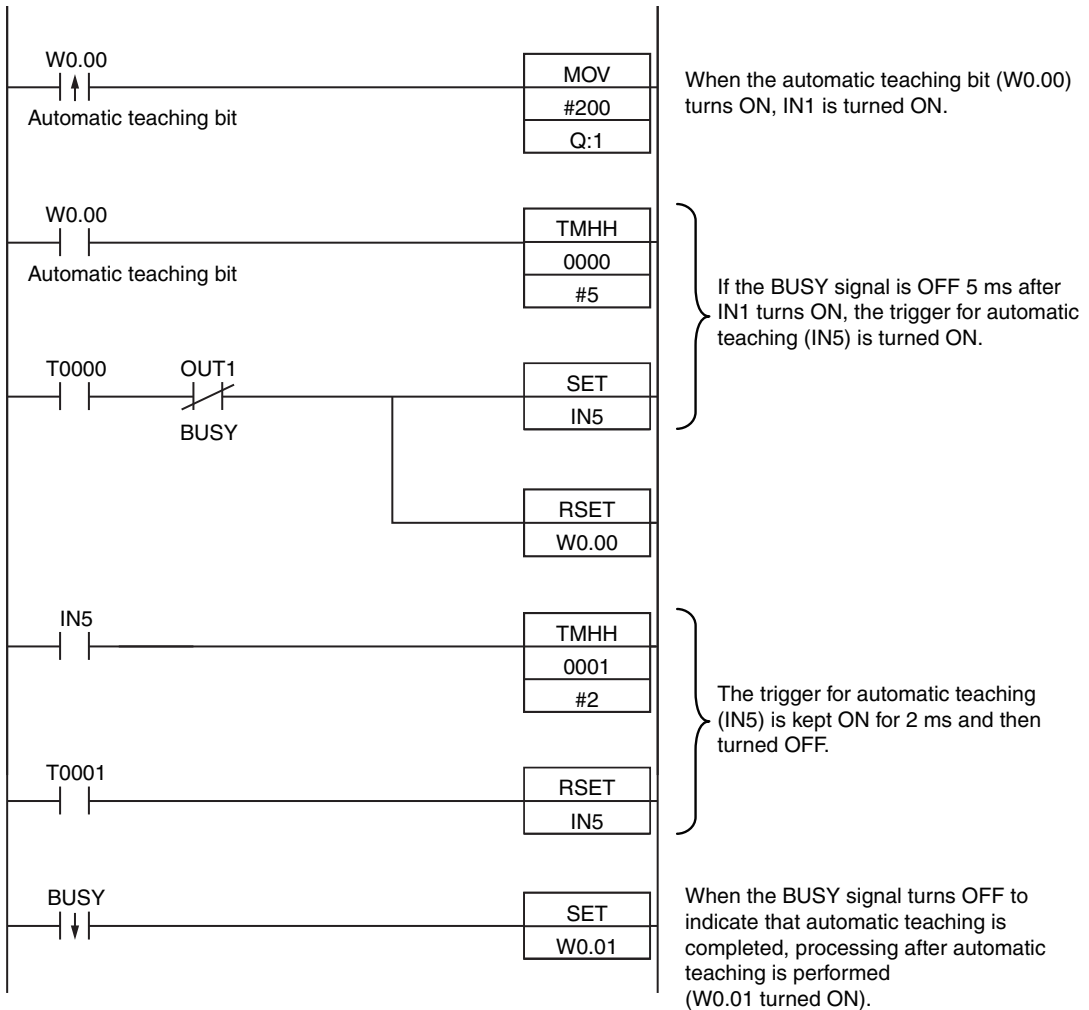 W0.00
Automatic teaching bit
MOV
#200
Q:1
When the automatic teaching bit (W0.00)
turns ON, IN1 is turned ON.
W0.00
Automatic teaching bit
TMHH
0000
#5
If the BUSY signal is OFF 5 ms after
IN1 turns ON, the trigger for automatic
teaching (IN5) is turned ON.
T0000
OUT1
BUSY
SET
IN5
RSET
W0.00
IN5
TMHH
0001
#2
The trigger for automatic teaching
(IN5) is kept ON for 2 ms and then
turned OFF.
T0001
RSET
IN5
BUSY
SET
W0.01
When the BUSY signal turns OFF to
indicate that automatic teaching is
completed, processing after automatic
teaching is performed
(W0.01 turned ON).